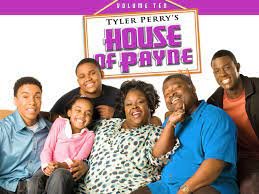 VOLUME TEN
TYLER PERRY'S
HOUSE
OF PAYNE